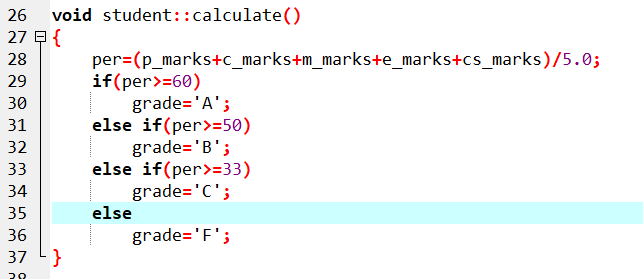 26 void student::calculate()
27 {
28 per=(p_marks+c_marks+m_marks+e_marks+cs_marks)/5.0;
29 if(per>=60)
30 grade='A';
31 else if(per>=50)
32 grade='B';
33 else if(per>=33)
34 grade='C';
35 else
36 grade='F';
37 }